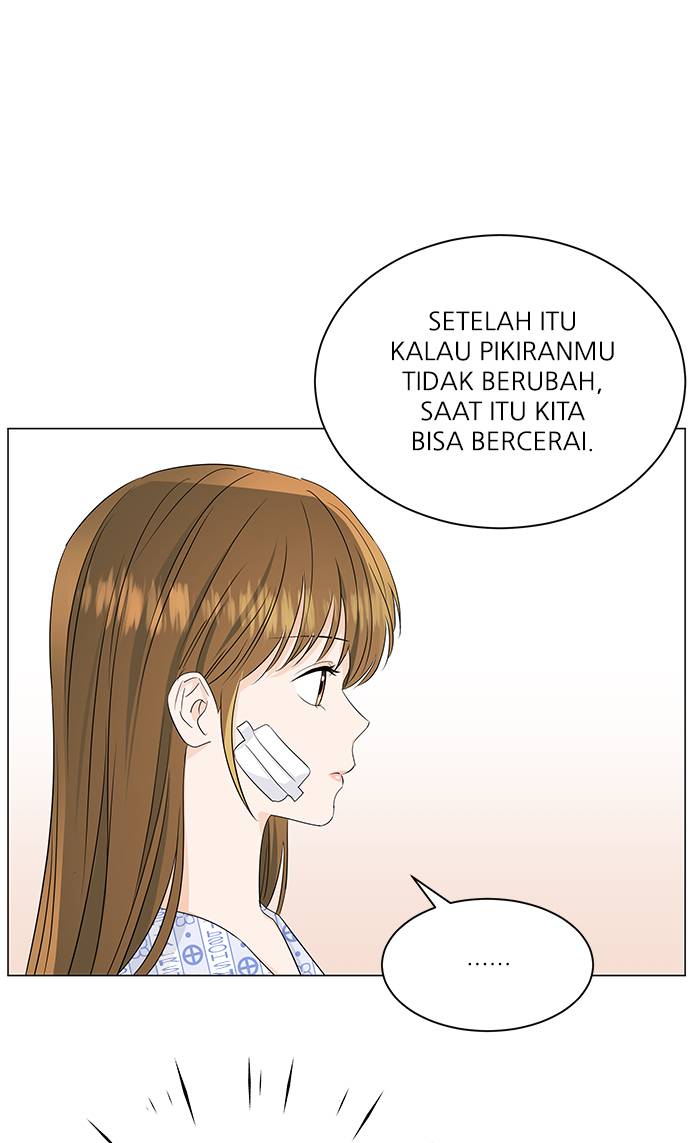 SETELAH ITU
KALAU PIKIRANMU
TIDAK BERUBAH,
SAAT ITU KITA
BISA BERCERAI.
......